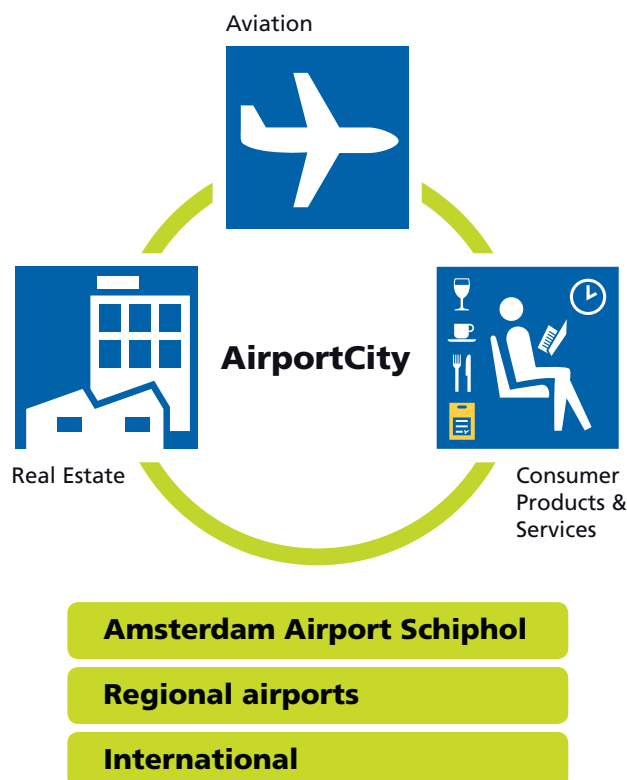 Aviation
AirportCity
Real Estate
Consumer
Products &
Services
Amsterdam Airport Schiphol
Regional airports
International